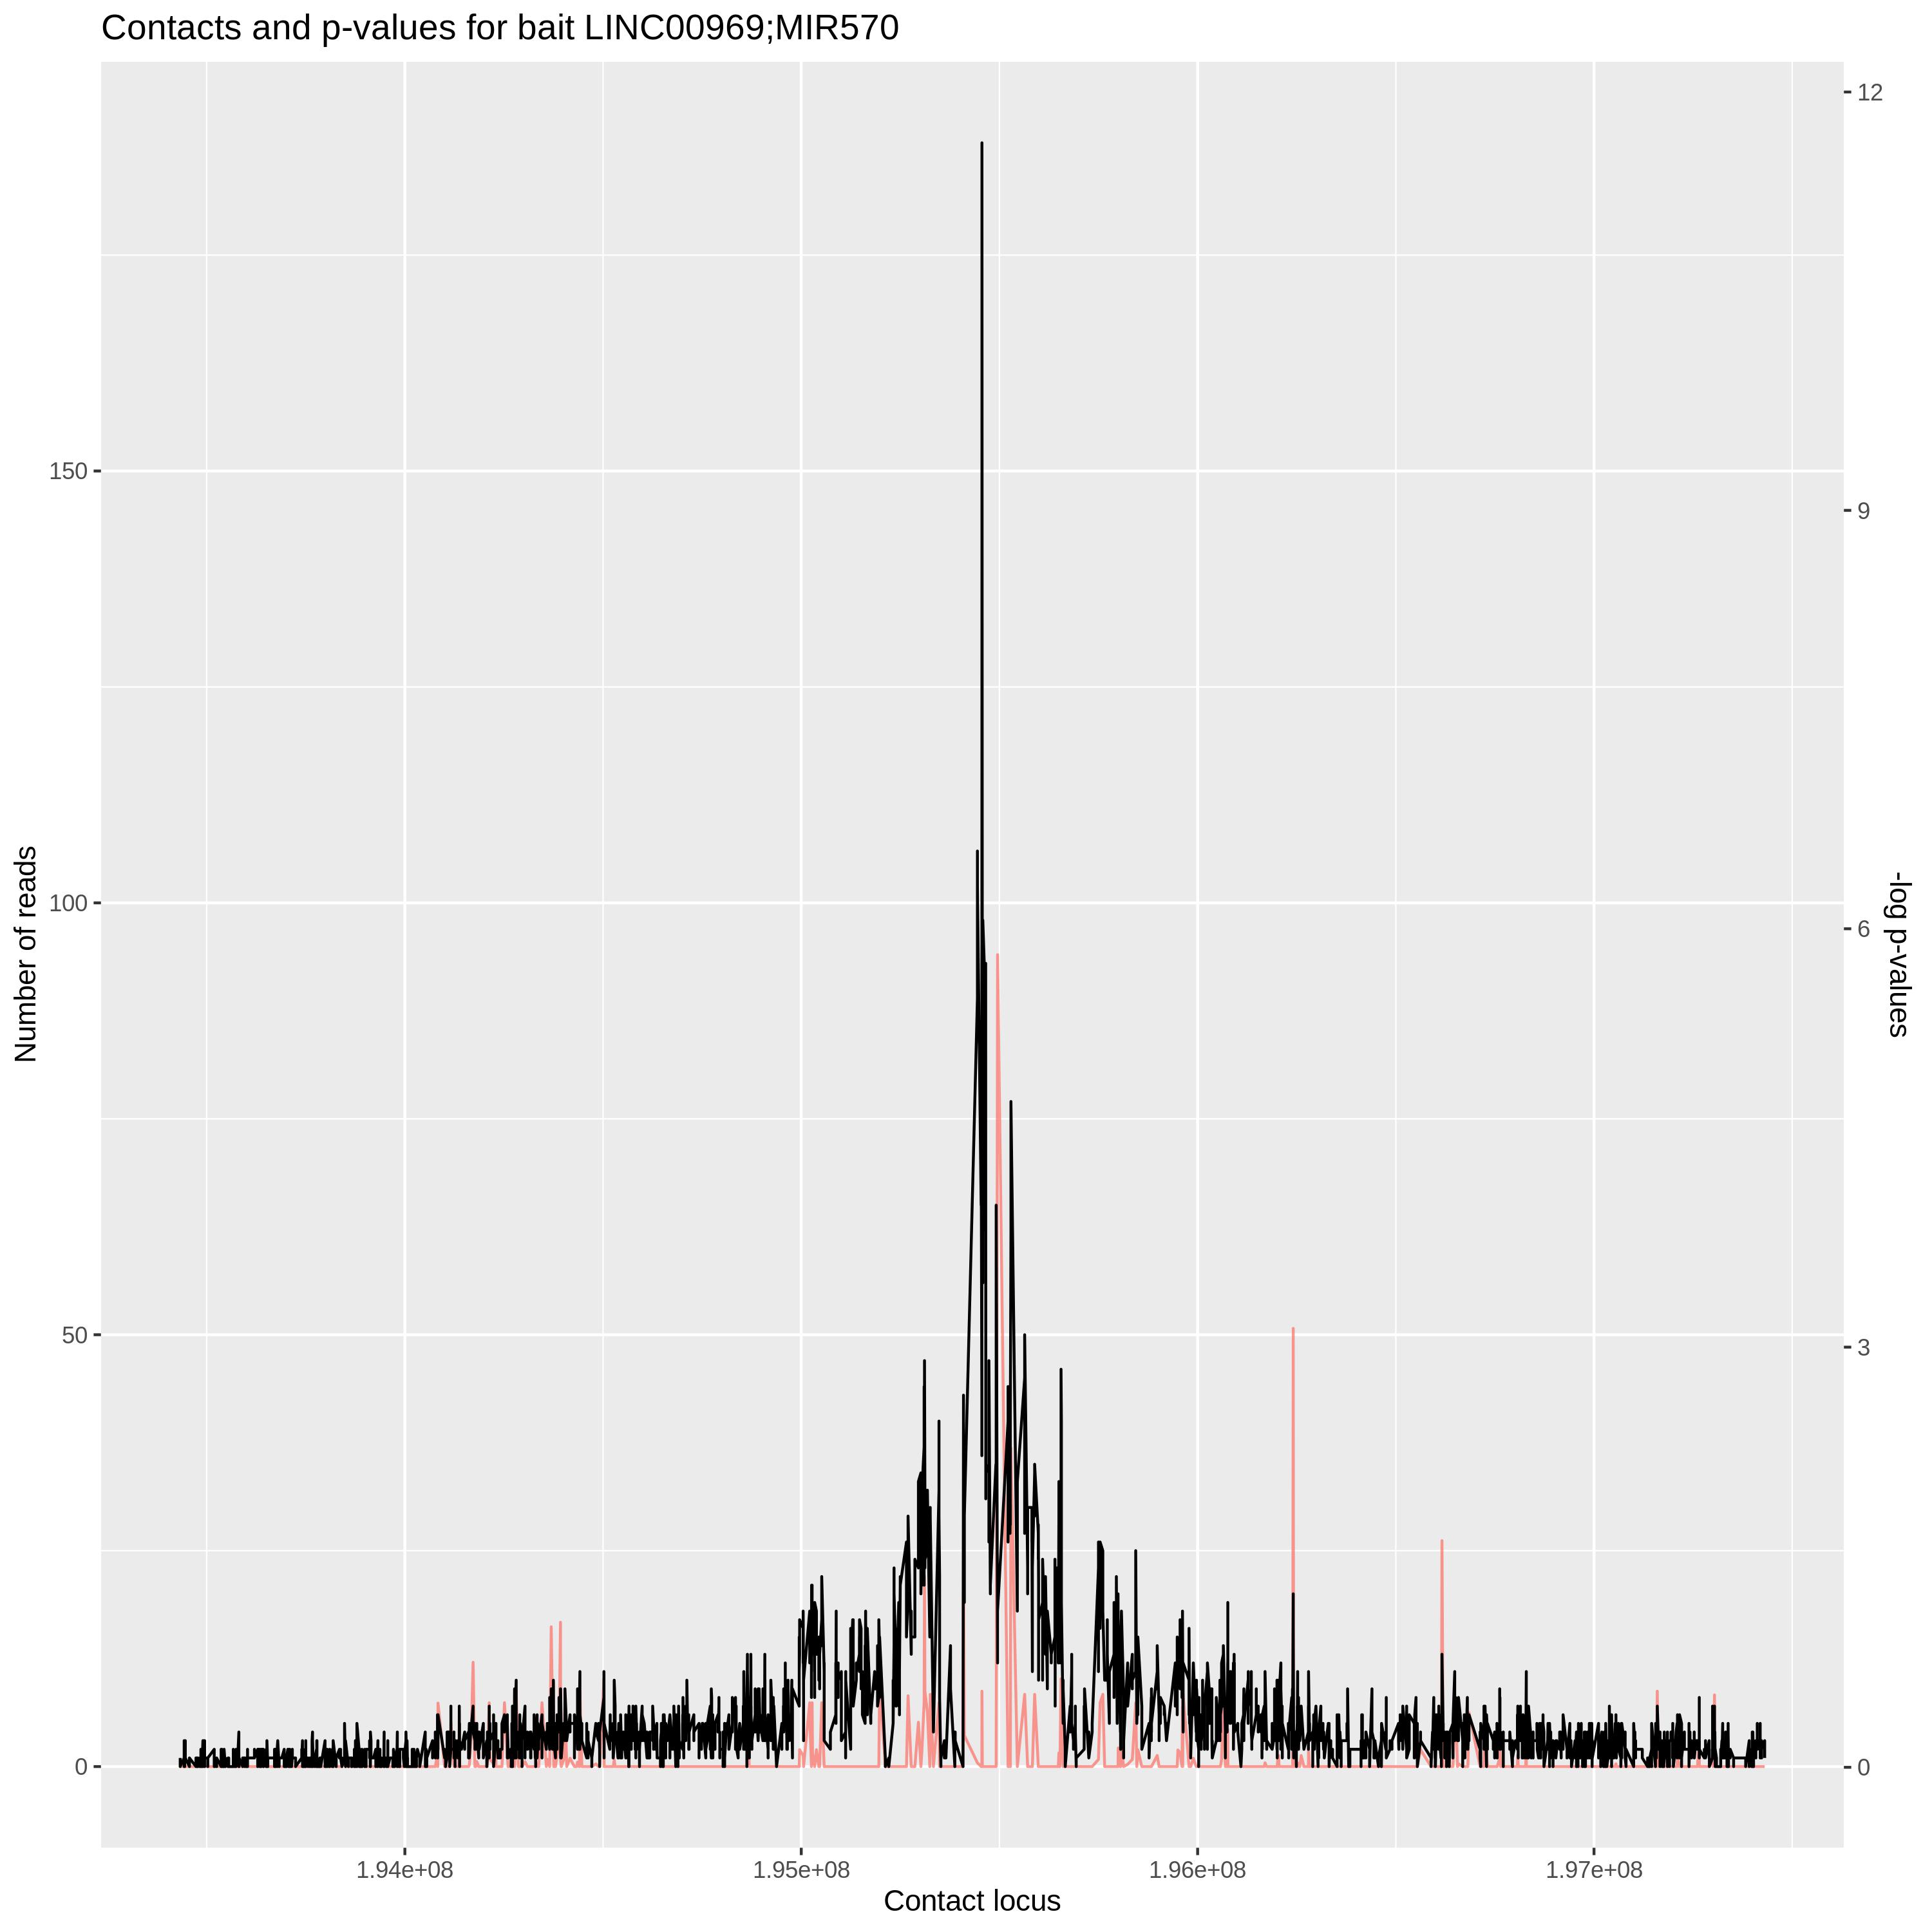 Contacts and p-values for bait LINC00969;MIR570
12
150
9
Number of reads
100
6
-log p-values
50
3
0
0
1.94e+08
1.95e+08
1.96e+08
1.97e+08
Contact locus